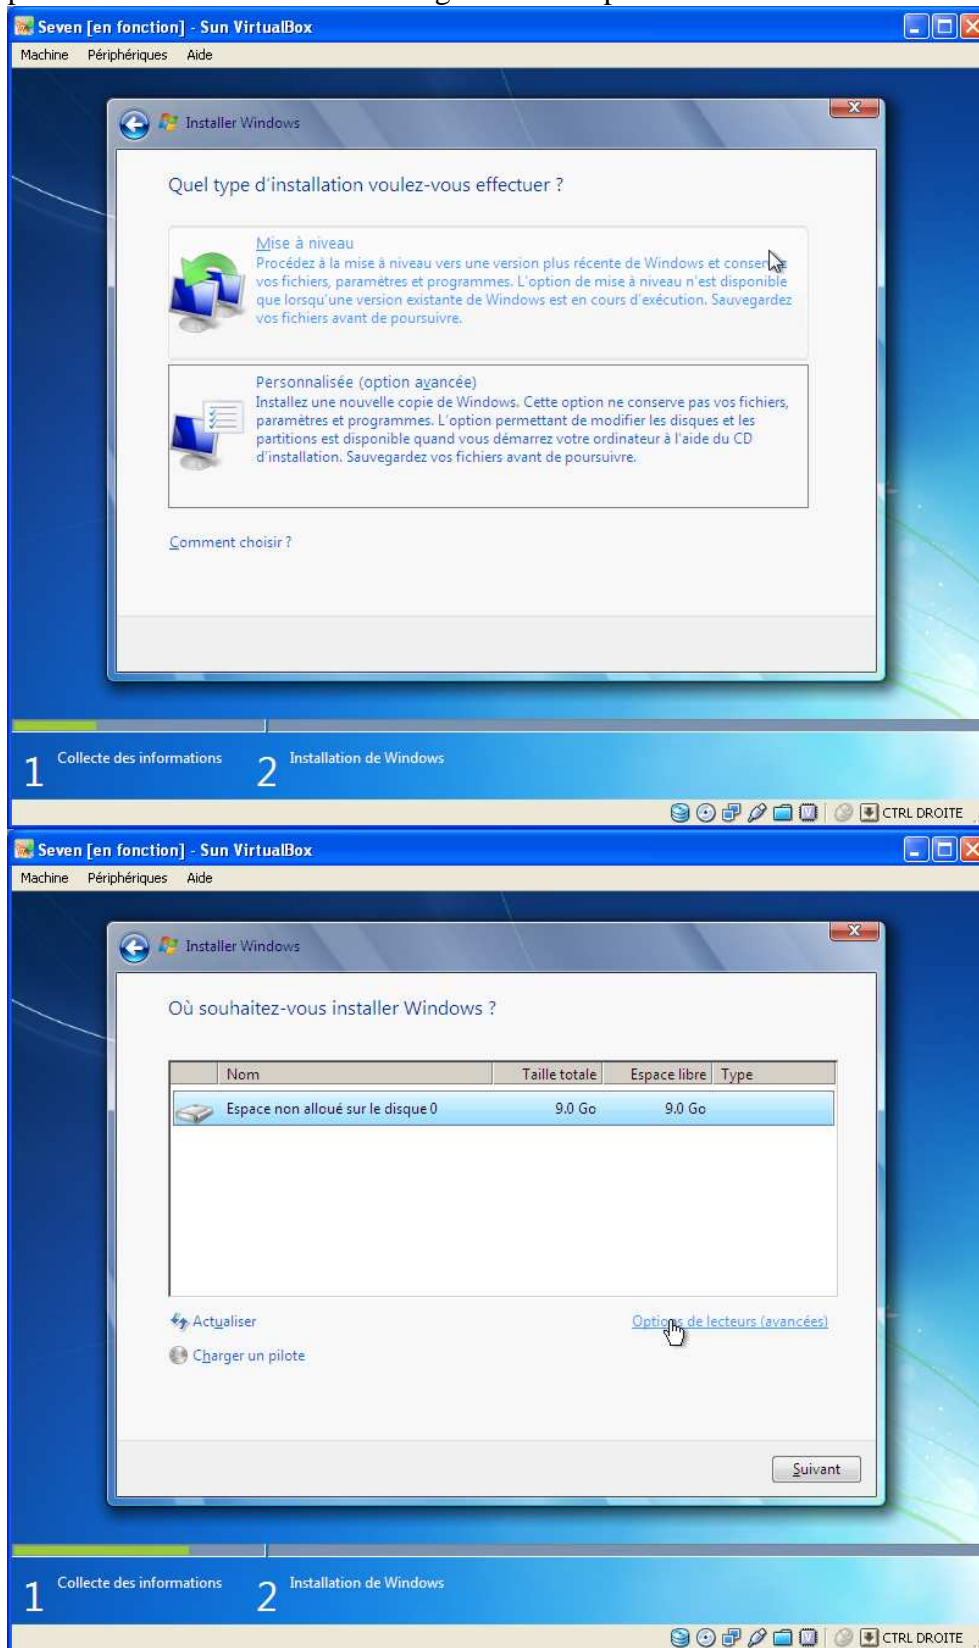 Seven [en fonction] - Sun VirtualBox
Machine Périphériques Aide
Installer Windows
Quel type d'installation voulez-vous effectuer ?
Mise à niveau
Procédez à la mise à niveau vers une version plus récente de Windows et
vos fichiers, paramètres et programmes. L'option de mise à niveau n'est disponible
que lorsqu'une version existante de Windows est en cours d'exécution. Sauvegardez
vos fichiers avant de poursuivre.
Personnalisée (option avancée)
Installez une nouvelle copie de Windows. Cette option ne conserve pas vos fichiers,
paramètres et programmes. L'option permettant de modifier les disques et les
partitions est disponible quand vous démarrez votre ordinateur à l'aide du CD
d'installation. Sauvegardez vos fichiers avant de poursuivre.
Comment choisir ?
1 Collecte des informations 2 Installation de Windows
CTRL DROITE
Seven [en fonction] - Sun VirtualBox
Machine Périphériques Aide
Installer Windows
Où souhaitez-vous installer Windows ?
Nom Taille totale Espace libre Type
Espace non alloué sur le disque 0 9.0 Go 9.0 Go
Actualiser Options de lecteurs (avancées)
Charger un pilote
Suivant
1 Collecte des informations 2 Installation de Windows
CTRL DROITE